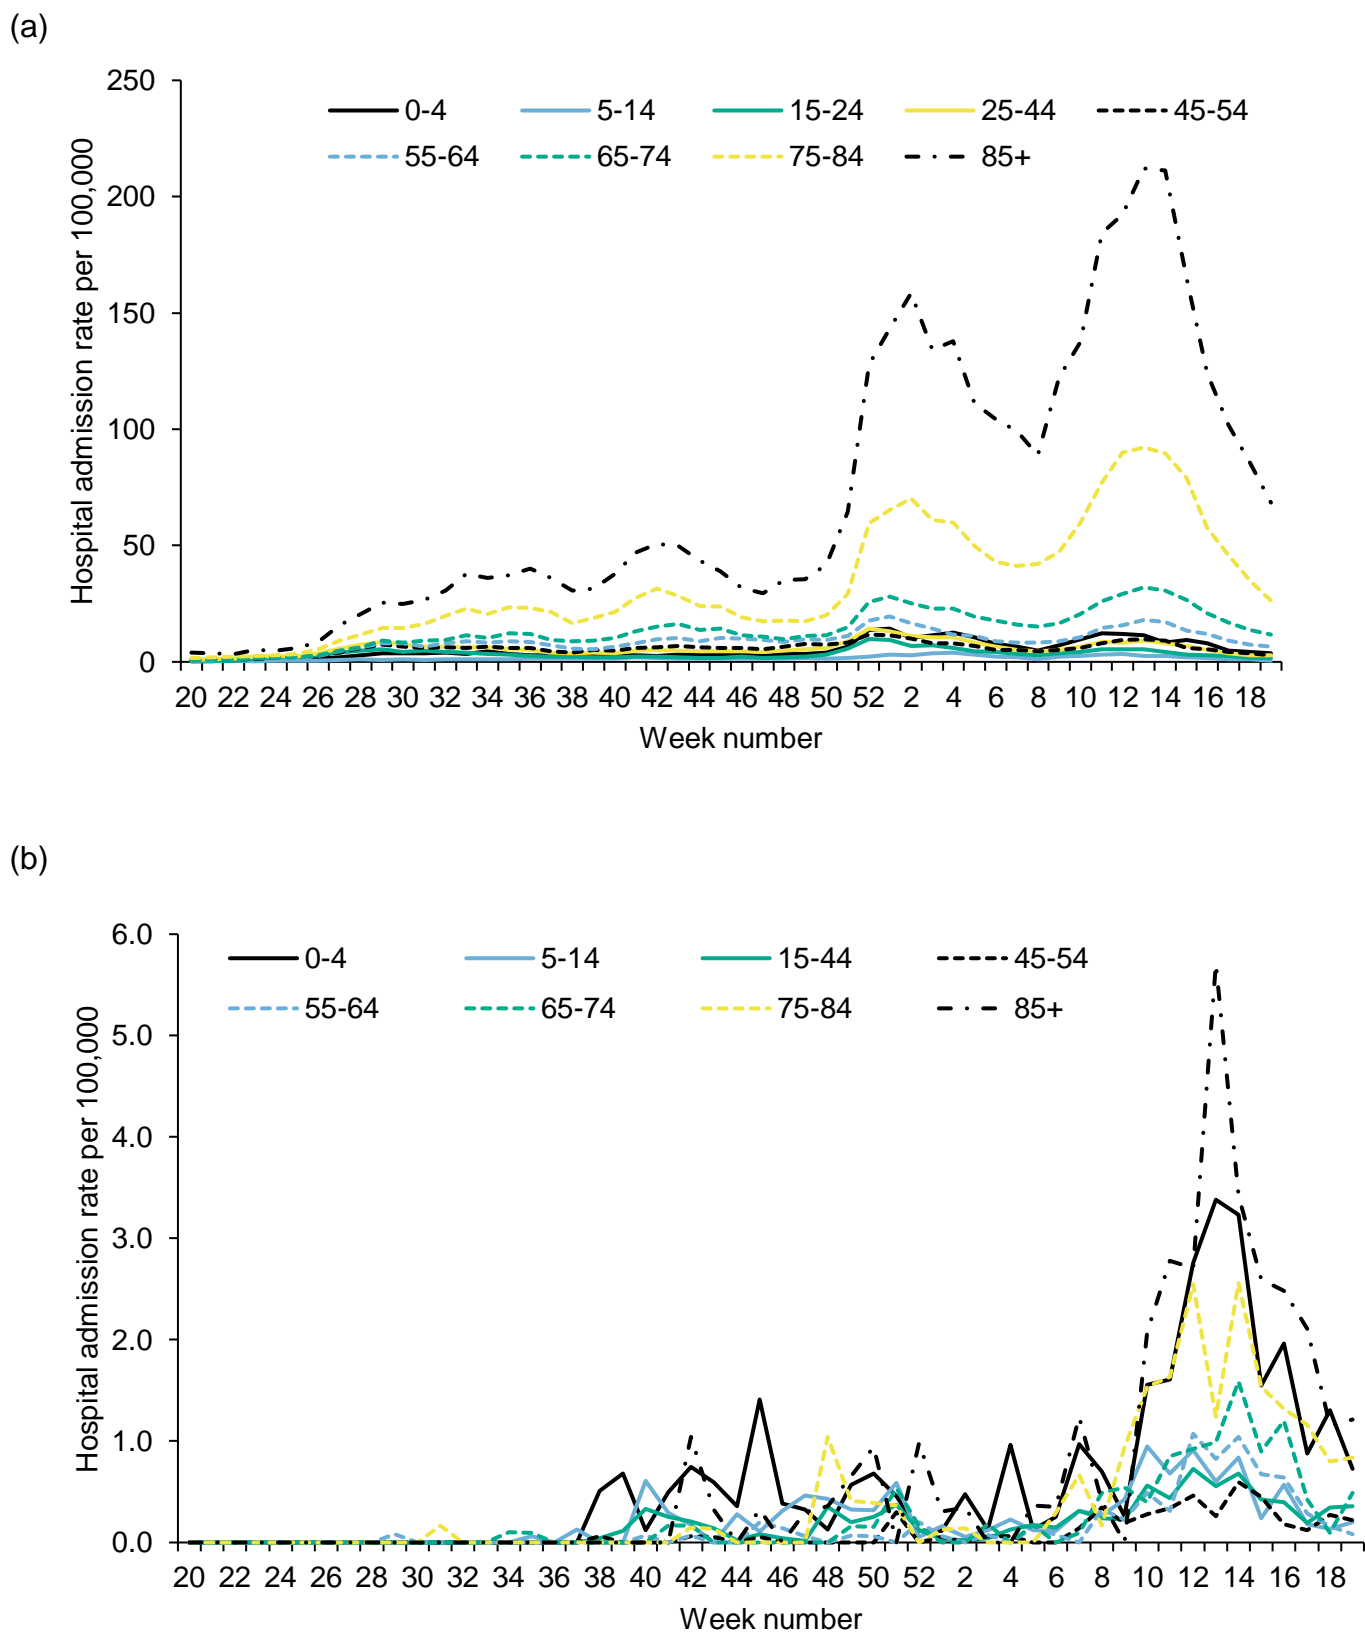 (a)
Hospital admission rate per 100,000
250
200
150
100
50
0
0-4 5-14 15-24 25-44 45-54
55-64 65-74 75-84 85+
20 22 24 26 28 30 32 34 36 38 40 42 44 46 48 50 52 2 4 6 8 10 12 14 16 18
Week number
(b)
Hospital admission rate per 100,000
6.0
5.0
4.0
3.0
2.0
1.0
0.0
0-4 5-14 15-44 45-54
55-64 65-74 75-84 85+
20 22 24 26 28 30 32 34 36 38 40 42 44 46 48 50 52 2 4 6 8 10 12 14 16 18
Week number